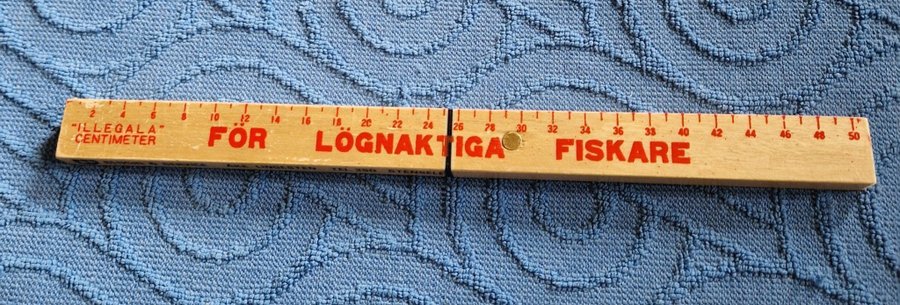 2 4 6 8 10 12 14 16 18 20 22 24 26 28 30 32 34 36 38 40 42 44 46 48 50
"ILLEGALA" CENTIMETER FÖR LÖGNAKTIGA FISKARE